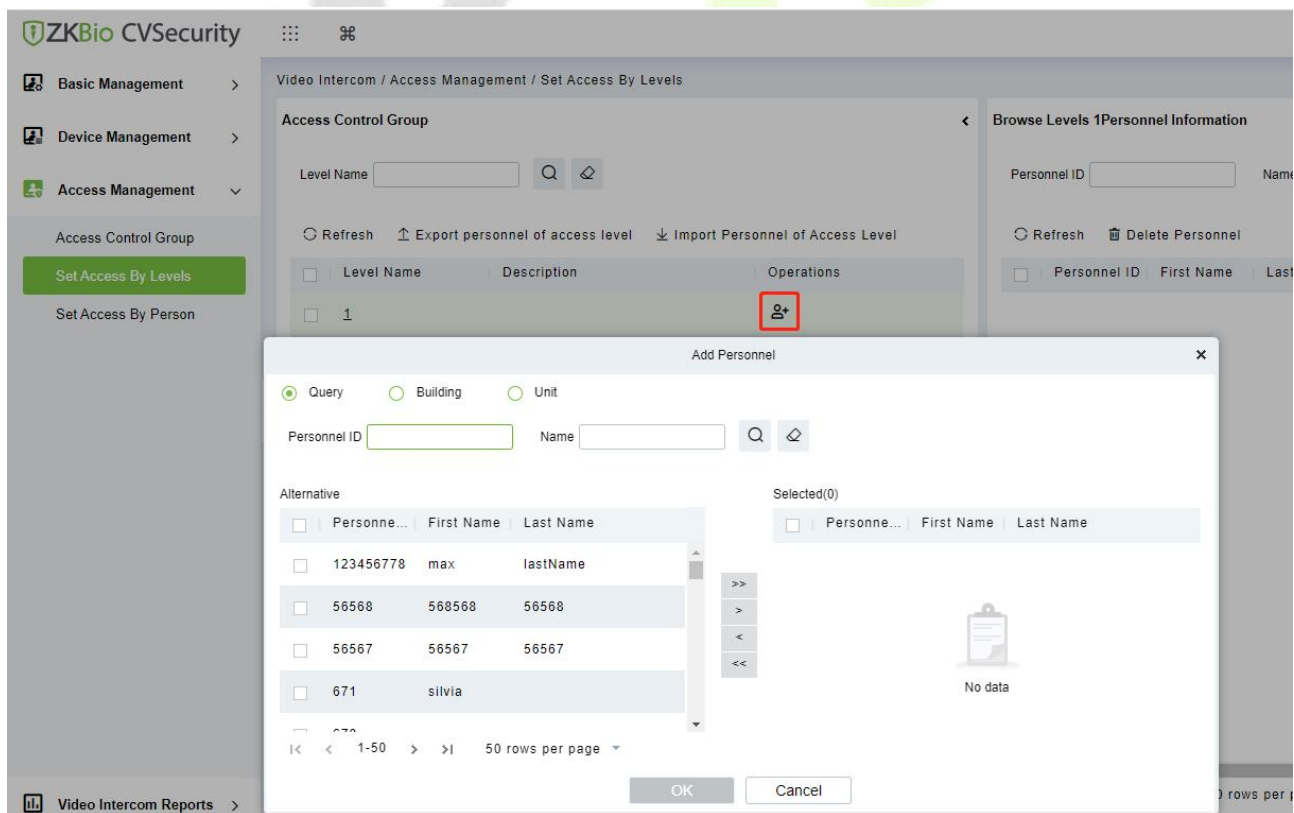 ZKBio CVSecurity
Basic Management
Device Management
Access Management
Access Control Group
Set Access By Levels
Set Access By Person
Video Intercom Reports
Video Intercom / Access Management / Set Access By Levels
Access Control Group
Level Name
Refresh Export personnel of access level Import Personnel of Access Level
Level Name Description Operations
1
Browse Levels 1Personnel Information
Personnel ID Name
Refresh Delete Personnel
Personnel ID First Name Last
Add Personnel
Query Building Unit
Personnel ID Name
Alternative
Personne... First Name Last Name
123456778 max lastName
56568 568568 56568
56567 56567 56567
671 silvia
|< < 1-50 > >| 50 rows per page
>>
>
<
<<
Selected(0)
Personne... First Name Last Name
No data
OK Cancel
rows per